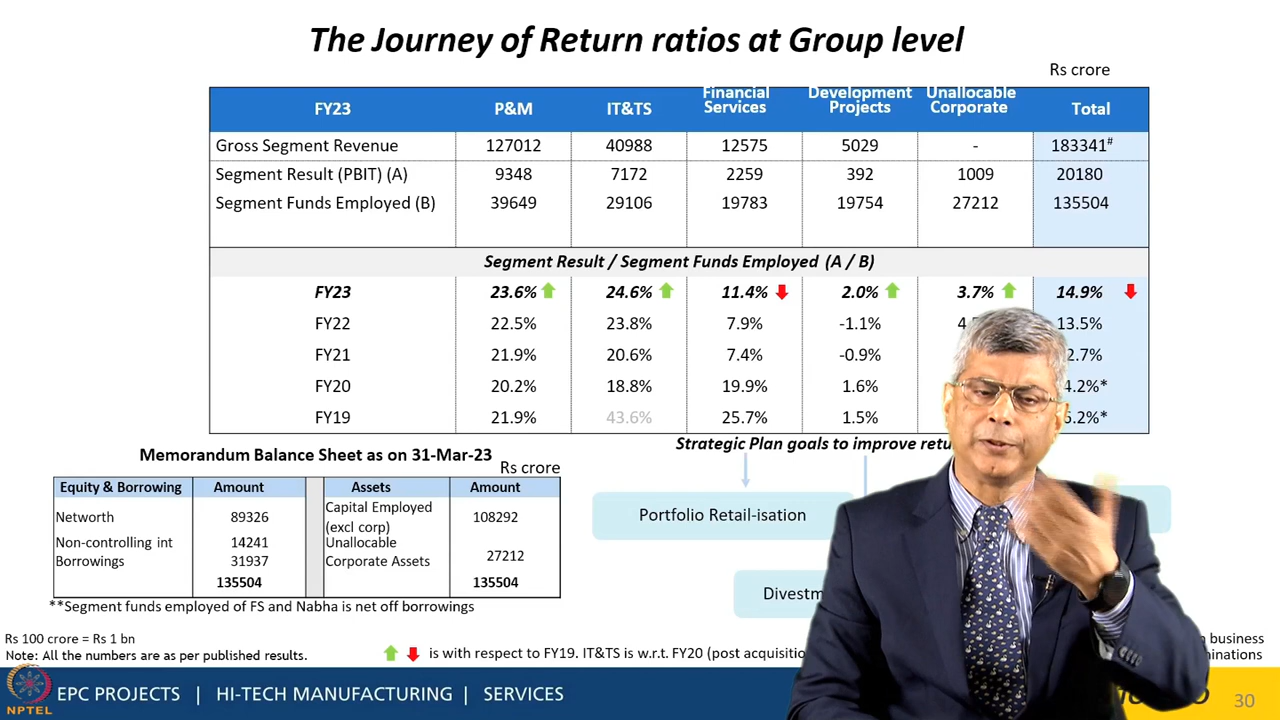 The Journey of Return ratios at Group level
Rs crore
FY23 P&M IT&TS Financial Services Development Projects Unallocable Corporate Total
Gross Segment Revenue 127012 40988 12575 5029 - 183341#
Segment Result (PBIT) (A) 9348 7172 2259 392 1009 20180
Segment Funds Employed (B) 39649 29106 19783 19754 27212 135504
Segment Result / Segment Funds Employed (A / B)
FY23 23.6% 24.6% 11.4% 2.0% 3.7% 14.9%
FY22 22.5% 23.8% 7.9% -1.1% 13.5%
FY21 21.9% 20.6% 7.4% -0.9%
FY20 20.2% 18.8% 19.9% 1.6%
FY19 21.9% 43.6% 25.7% 1.5%
Strategic Plan goals to improve
Memorandum Balance Sheet as on 31-Mar-23
Rs crore
Equity & Borrowing Amount Assets Amount
Networth 89326 Capital Employed (excl corp) 108292
Non-controlling int 14241 Unallocable
Borrowings 31937 Corporate Assets 27212
135504 135504
Portfolio Retail-isation
**Segment funds employed of FS and Nabha is net off borrowings
Rs 100 crore = Rs 1 bn
business
Note: All the numbers are as per published results.
is with respect to FY19. IT&TS is w.r.t. FY20 (post
EPC PROJECTS | HI-TECH MANUFACTURING | SERVICES
30
NPTEL